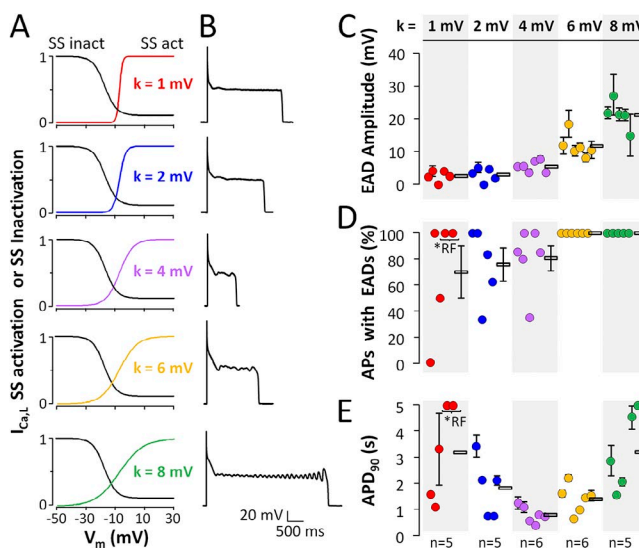 A
B
C
k =
1 mV
2 mV
4 mV
6 mV
8 mV
SS inact
SS act
1
0
k = 1 mV
1
0
k = 2 mV
1
0
k = 4 mV
1
0
k = 6 mV
1
0
k = 8 mV
-50
-30
-10
10
30
Vm (mV)
ICa,L SS activation or SS Inactivation
20 mV
500 ms
EAD Amplitude (mV)
40
30
20
10
0
D
APs with EADs (%)
100
80
60
40
20
0
*RF
E
APD90 (s)
5
4
3
2
1
0
*RF
n=5
n=5
n=6
n=6
n=5